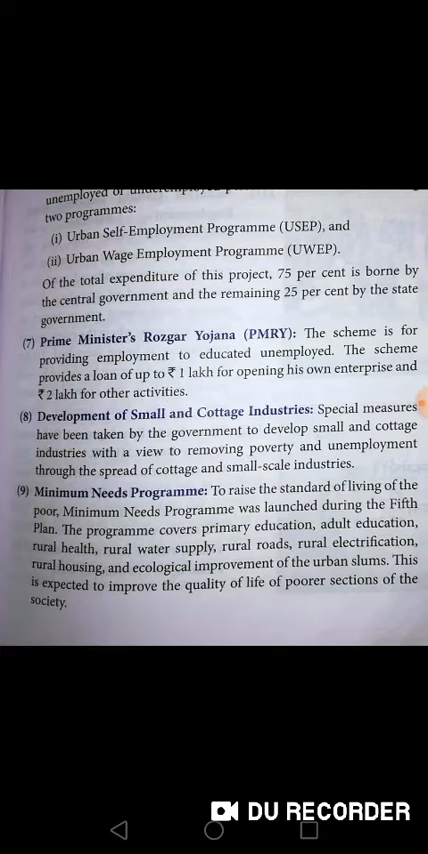 unemployed or underemployed
two programmes:
(i) Urban Self-Employment Programme (USEP), and
(ii) Urban Wage Employment Programme (UWEP).
Of the total expenditure of this project, 75 per cent is borne by
the central government and the remaining 25 per cent by the state
government.
(7) Prime Minister's Rozgar Yojana (PMRY): The scheme is for
providing employment to educated unemployed. The scheme
provides a loan of up to ₹ 1 lakh for opening his own enterprise and
₹ 2 lakh for other activities.
(8) Development of Small and Cottage Industries: Special measures
have been taken by the government to develop small and cottage
industries with a view to removing poverty and unemployment
through the spread of cottage and small-scale industries.
(9) Minimum Needs Programme: To raise the standard of living of the
poor, Minimum Needs Programme was launched during the Fifth
Plan. The programme covers primary education, adult education,
rural health, rural water supply, rural roads, rural electrification,
rural housing, and ecological improvement of the urban slums. This
is expected to improve the quality of life of poorer sections of the
society.
DU RECORDER